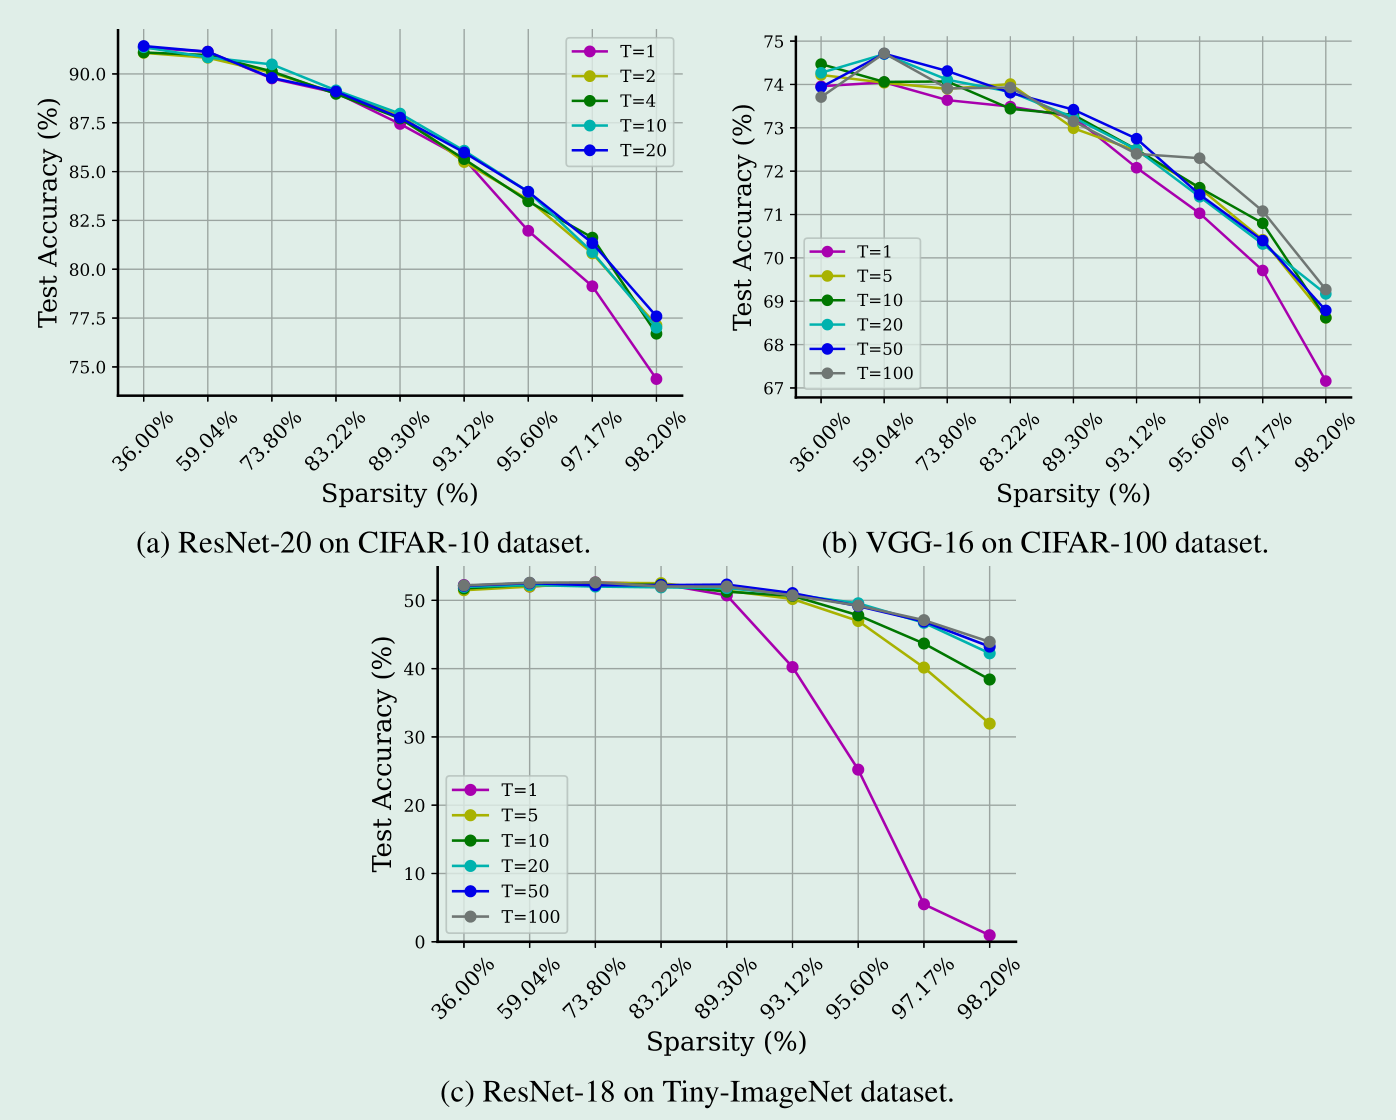 90.0
87.5
85.0
82.5
80.0
77.5
75.0
Test Accuracy (%)
T=1
T=2
T=4
T=10
T=20
36.00%
59.04%
73.80%
83.22%
89.30%
93.12%
95.60%
97.17%
98.20%
Sparsity (%)
(a) ResNet-20 on CIFAR-10 dataset.
75
74
73
72
71
70
69
68
67
Test Accuracy (%)
T=1
T=5
T=10
T=20
T=50
T=100
36.00%
59.04%
73.80%
83.22%
89.30%
93.12%
95.60%
97.17%
98.20%
Sparsity (%)
(b) VGG-16 on CIFAR-100 dataset.
50
40
30
20
10
0
Test Accuracy (%)
T=1
T=5
T=10
T=20
T=50
T=100
36.00%
59.04%
73.80%
83.22%
89.30%
93.12%
95.60%
97.17%
98.20%
Sparsity (%)
(c) ResNet-18 on Tiny-ImageNet dataset.